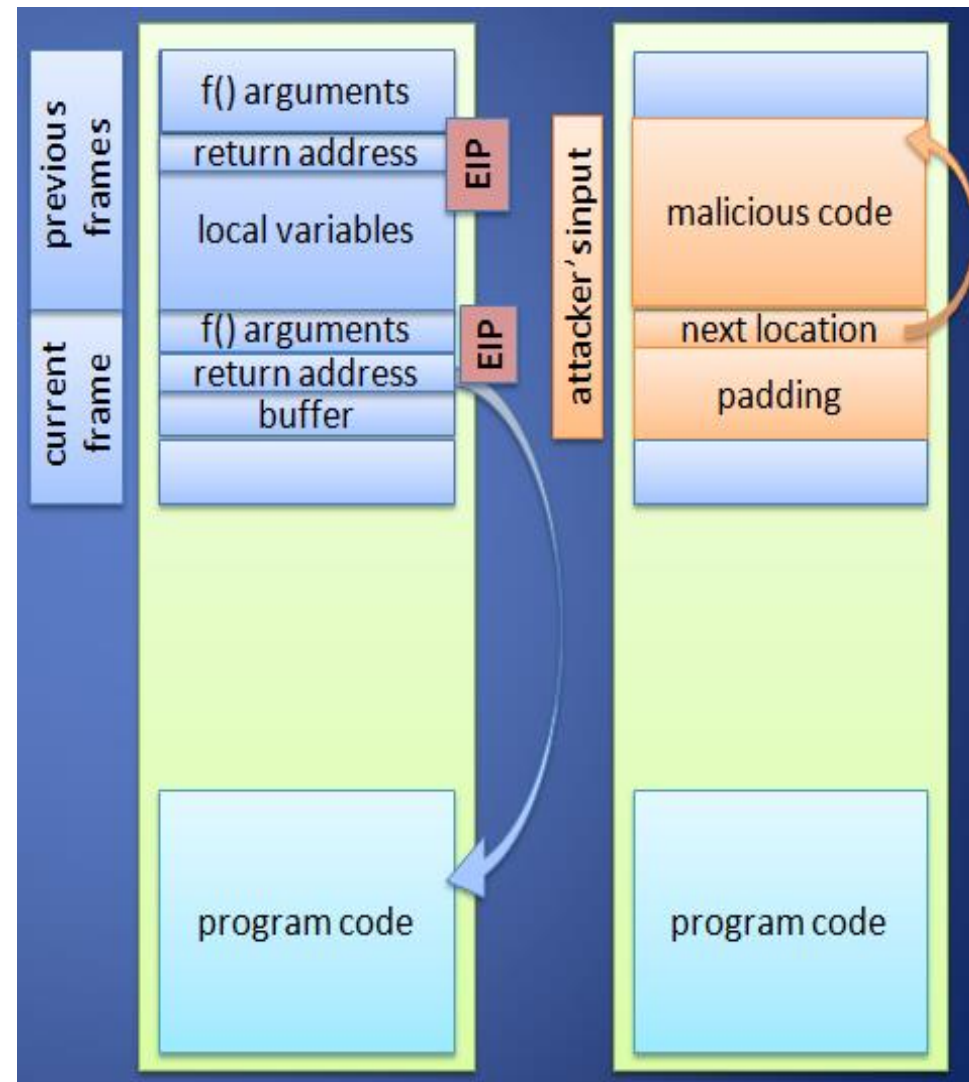 previous
frames
f() arguments
return address
EIP
local variables
current
frame
f() arguments
EIP
return address
buffer
program code
attacker'sinput
malicious code
next location
padding
program code